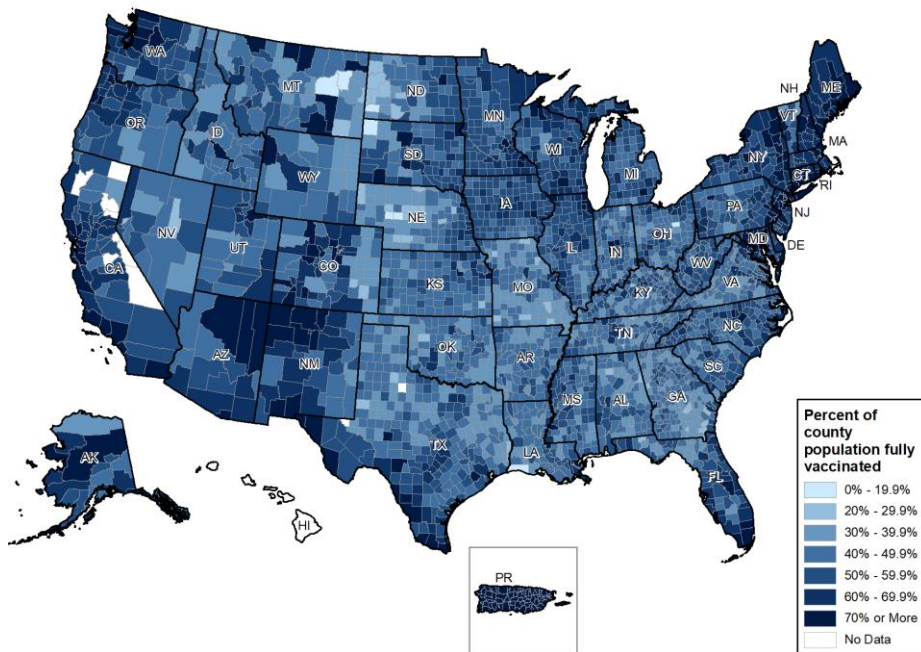 WA
MT
ND
MN
NH
ME
VT
OR
ID
WY
SD
WI
MI
NY
MA
CT
RI
NE
IA
PA
NJ
NV
UT
CO
IL
IN
OH
MD
DE
CA
KS
MO
WV
VA
KY
AZ
NM
OK
AR
TN
NC
SC
TX
LA
MS
AL
GA
FL
AK
HI
PR
Percent of
county
population fully
vaccinated
0% - 19.9%
20% - 29.9%
30% - 39.9%
40% - 49.9%
50% - 59.9%
60% - 69.9%
70% or More
No Data